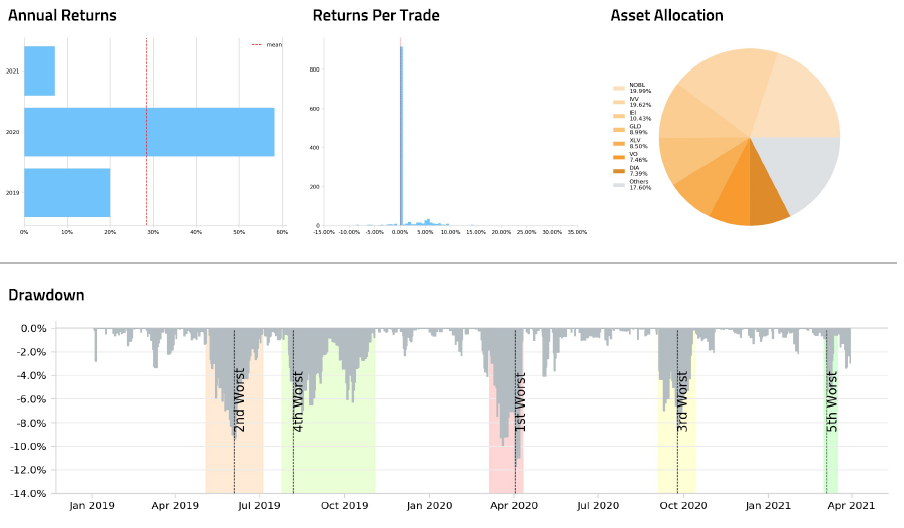 Annual Returns
Returns Per Trade
Asset Allocation
mean
2021
2020
2019
0% 10% 20% 30% 40% 50% 60%
800
600
400
200
0
-15.00% -10.00% -5.00% 0.00% 5.00% 10.00% 15.00% 20.00% 25.00% 30.00% 35.00%
NOBL
19.99%
IVV
19.62%
IEI
10.43%
GLD
8.99%
XLV
8.50%
VO
7.46%
DIA
7.39%
Others
17.60%
Drawdown
0.0%
-2.0%
-4.0%
-6.0%
-8.0%
-10.0%
-12.0%
-14.0%
2nd Worst
4th Worst
1st Worst
3rd Worst
5th Worst
Jan 2019 Apr 2019 Jul 2019 Oct 2019 Jan 2020 Apr 2020 Jul 2020 Oct 2020 Jan 2021 Apr 2021